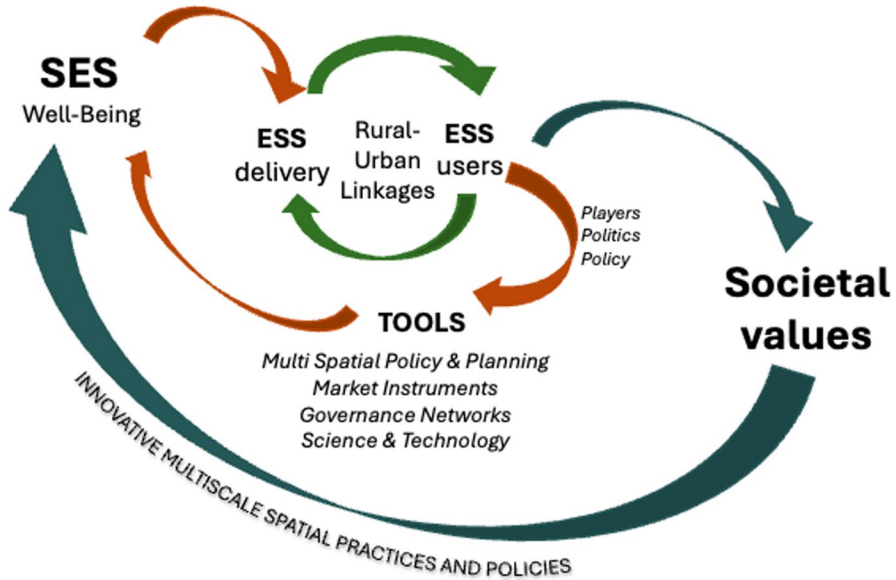 SES
Well-Being
ESS
delivery
Rural-
Urban
Linkages
ESS
users
Players
Politics
Policy
Societal
values
TOOLS
Multi Spatial Policy & Planning
Market Instruments
Governance Networks
Science & Technology
INNOVATIVE MULTISCALE SPATIAL PRACTICES AND POLICIES